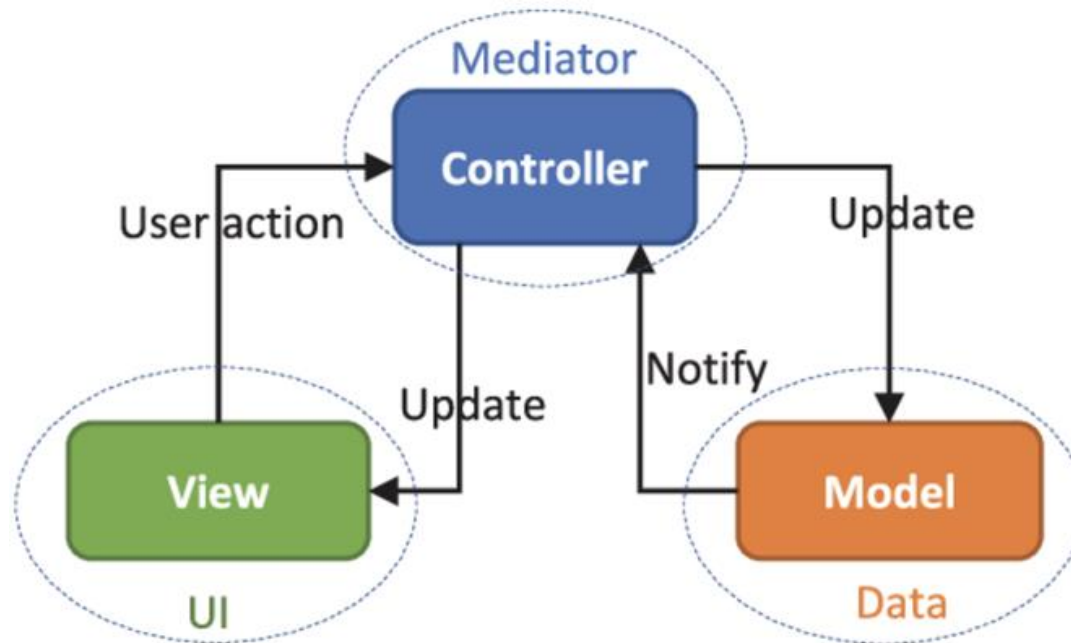 Mediator
Controller
User action
Update
Update
Notify
View
Model
UI
Data